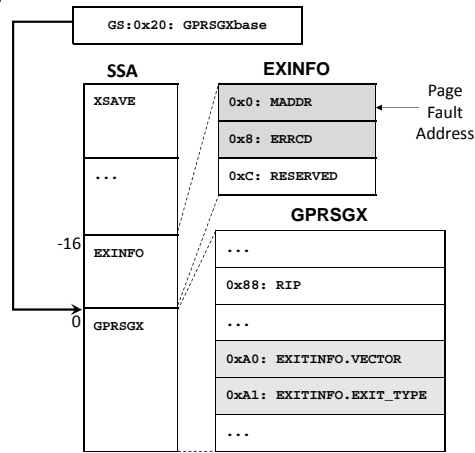 GS:0x20: GPRSGXbase
SSA
XSAVE
...
-16
EXINFO
0
GPRSGX
EXINFO
0x0: MADDR
0x8: ERRCD
0xC: RESERVED
Page
Fault
Address
GPRSGX
...
0x88: RIP
...
0xA0: EXITINFO.VECTOR
0xA1: EXITINFO.EXIT_TYPE
...